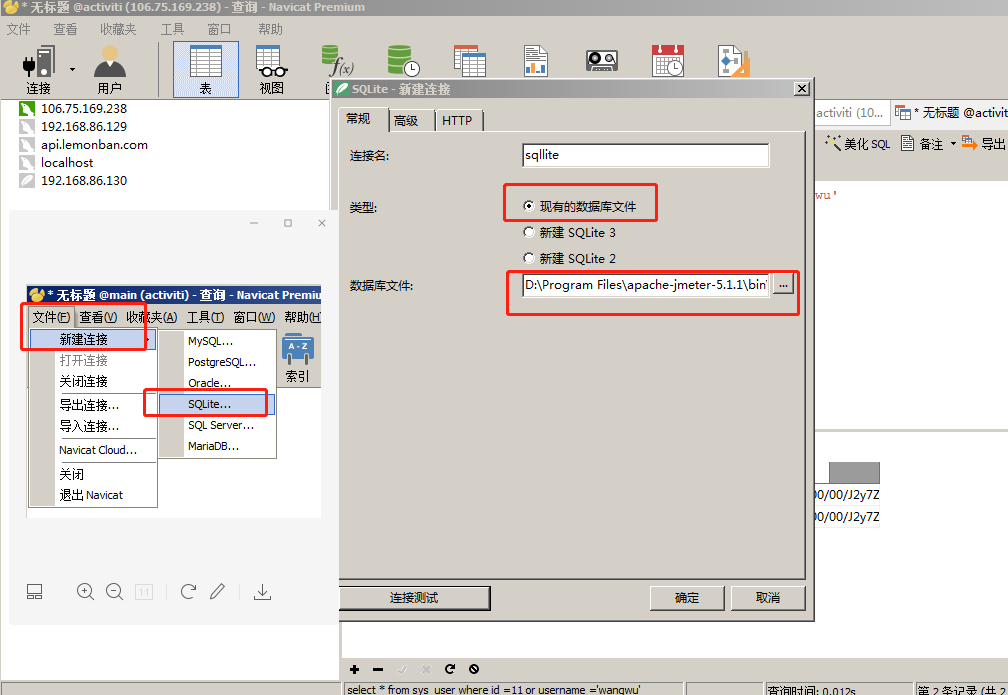 * 无标题 @activiti (106.75.169.238) - 查询 - Navicat Premium
文件 查看 收藏夹 工具 窗口 帮助
连接 用户 表 视图
f(x)
106.75.169.238
192.168.86.129
api.lemonban.com
localhost
192.168.86.130
* 无标题 @main (activiti) - 查询 - Navicat Premiu
文件(F) 查看(V) 收藏夹(A) 工具(T) 窗口(W) 帮助(H
新建连接
打开连接
关闭连接
导出连接...
导入连接...
Navicat Cloud...
关闭
退出 Navicat
MySQL...
PostgreSQL...
Oracle...
SQLite...
SQL Server...
MariaDB...
A-Z
索引
1:1
SQLite - 新建连接
常规 高级 HTTP
连接名: sqllite
类型: 现有的数据库文件
新建 SQLite 3
新建 SQLite 2
数据库文件: D:\Program Files\apache-jmeter-5.1.1\bin\ ...
连接测试 确定 取消
activiti (10... * 无标题 @activit
美化 SQL 备注 导出
wu'
00/00/J2y7Z
00/00/J2y7Z
select * from sys_user where id =11 or username ='wangwu'
查询时间: 0.012s
第 2 条记录 (共 2